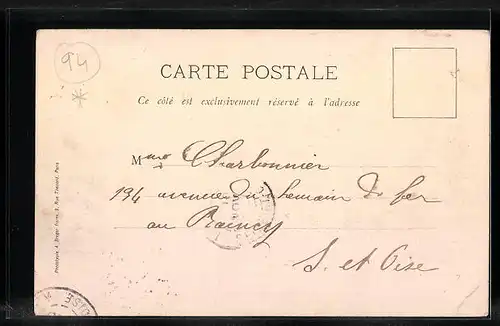 94
CARTE POSTALE
Ce côté est exclusivement réservé à l'adresse
Mme Charbonnier
194 avenue du chemin de fer
au Raincy
S. et Oise